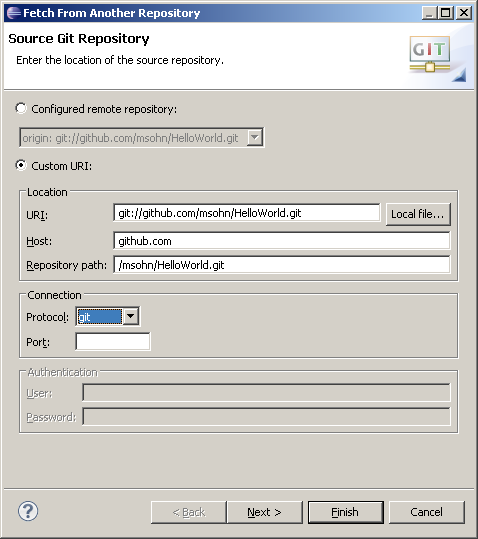 Fetch From Another Repository
Source Git Repository
Enter the location of the source repository.
GIT
Configured remote repository:
origin: git://github.com/msohn/HelloWorld.git
Custom URI:
Location
URI: git://github.com/msohn/HelloWorld.git Local file...
Host: github.com
Repository path: /msohn/HelloWorld.git
Connection
Protocol: git
Port:
Authentication
User:
Password:
? < Back Next > Finish Cancel